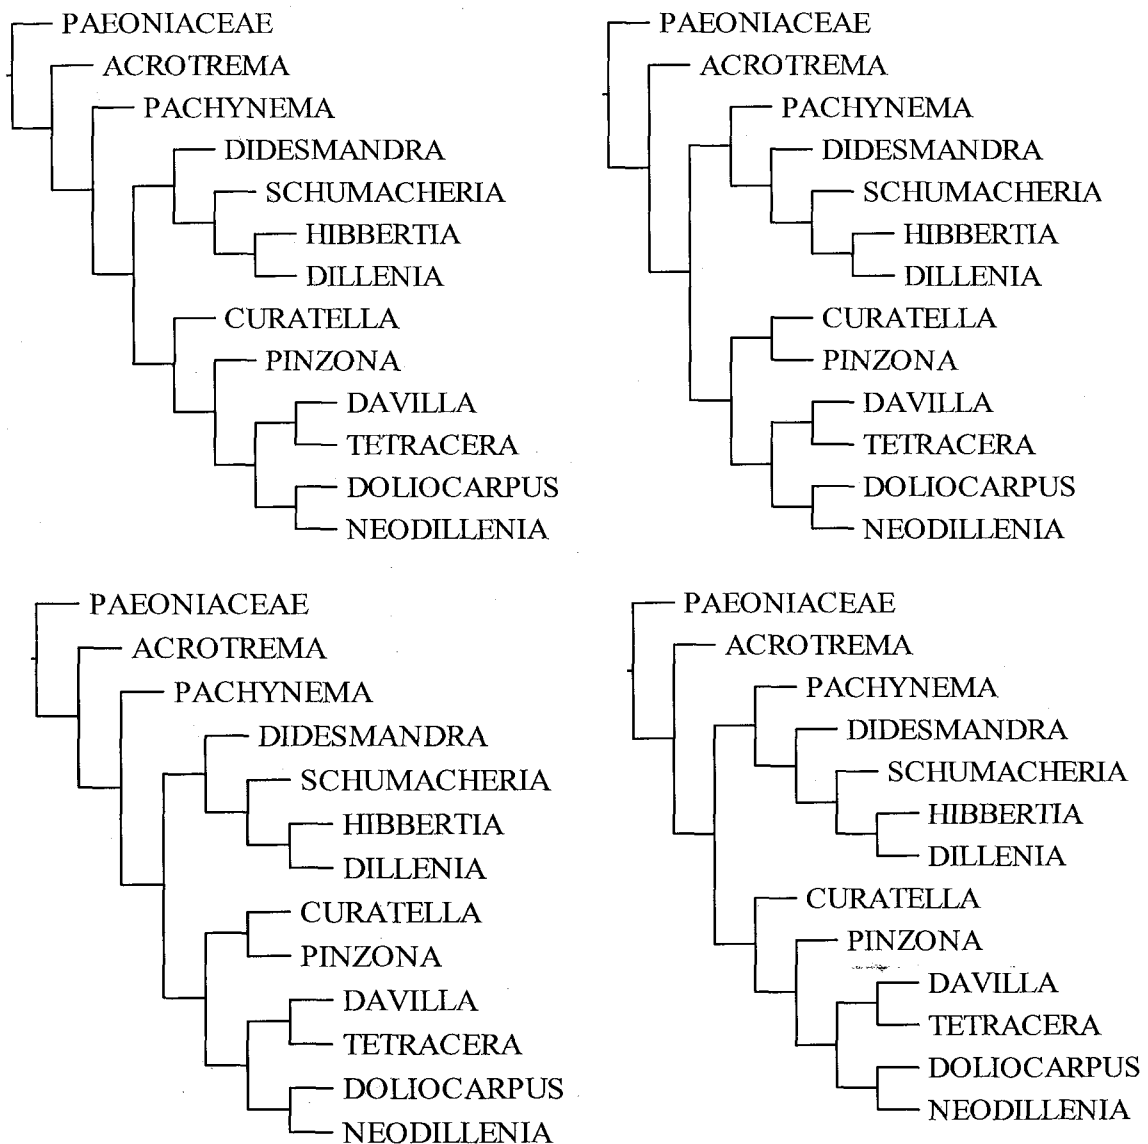 PAEONIACEAE
ACROTREMA
PACHYNEMA
DIDESMANDRA
SCHUMACHERIA
HIBBERTIA
DILLENIA
CURATELLA
PINZONA
DAVILLA
TETRACERA
DOLIOCARPUS
NEODILLENIA
PAEONIACEAE
ACROTREMA
PACHYNEMA
DIDESMANDRA
SCHUMACHERIA
HIBBERTIA
DILLENIA
CURATELLA
PINZONA
DAVILLA
TETRACERA
DOLIOCARPUS
NEODILLENIA
PAEONIACEAE
ACROTREMA
PACHYNEMA
DIDESMANDRA
SCHUMACHERIA
HIBBERTIA
DILLENIA
CURATELLA
PINZONA
DAVILLA
TETRACERA
DOLIOCARPUS
NEODILLENIA
PAEONIACEAE
ACROTREMA
PACHYNEMA
DIDESMANDRA
SCHUMACHERIA
HIBBERTIA
DILLENIA
CURATELLA
PINZONA
DAVILLA
TETRACERA
DOLIOCARPUS
NEODILLENIA